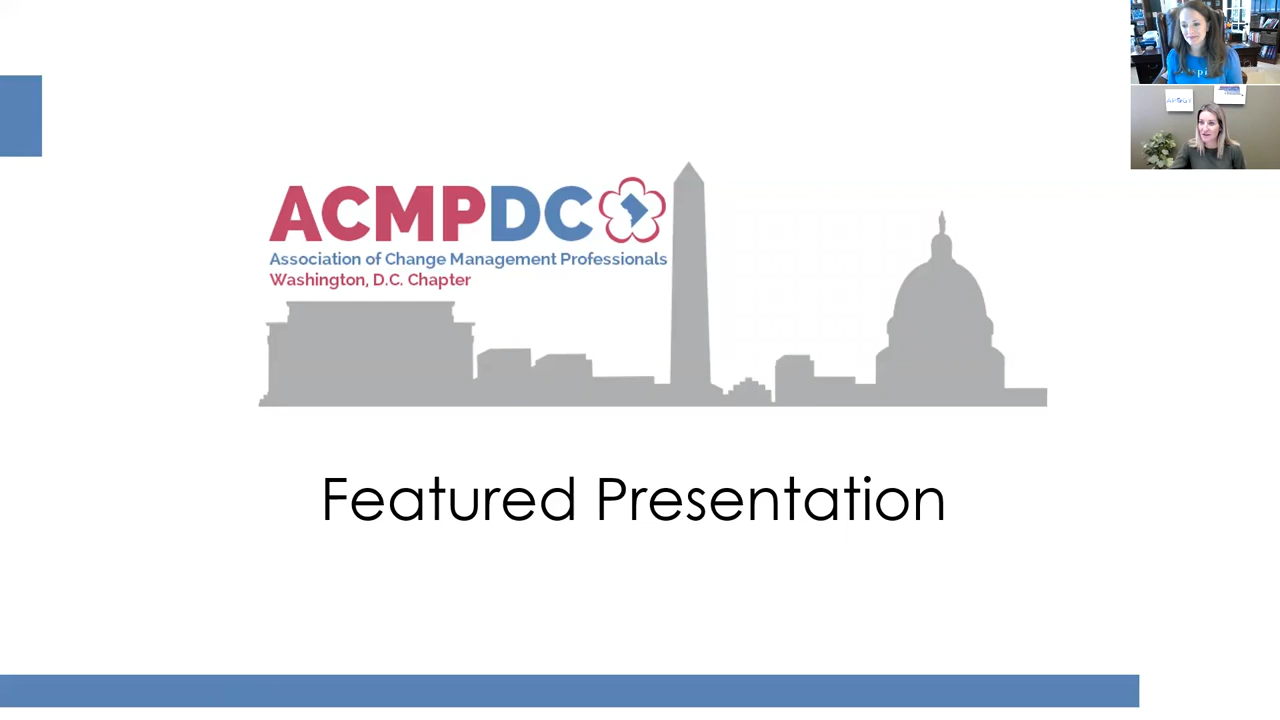 ACMPDC
Association of Change Management Professionals
Washington, D.C. Chapter
Featured Presentation